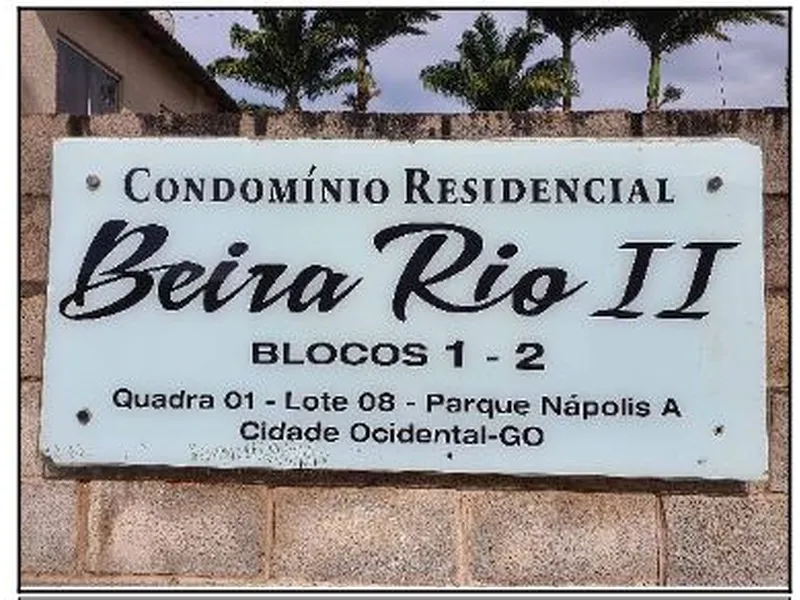 CONDOMÍNIO RESIDENCIAL
Beira Rio II
BLOCOS 1 - 2
Quadra 01 - Lote 08 - Parque Nápolis A
Cidade Ocidental-GO